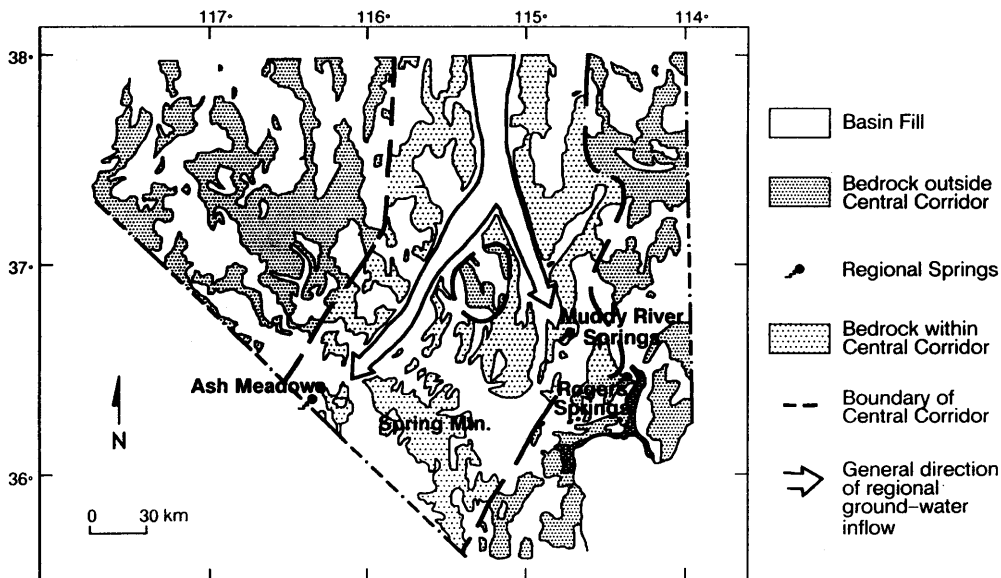 117° 116° 115° 114°
38°
37°
36°
Muddy River
Springs
Ash Meadows
Rogers
Springs
Spring Mtn.
N
0 30 km
Basin Fill
Bedrock outside
Central Corridor
Regional Springs
Bedrock within
Central Corridor
Boundary of
Central Corridor
General direction
of regional
ground-water
inflow